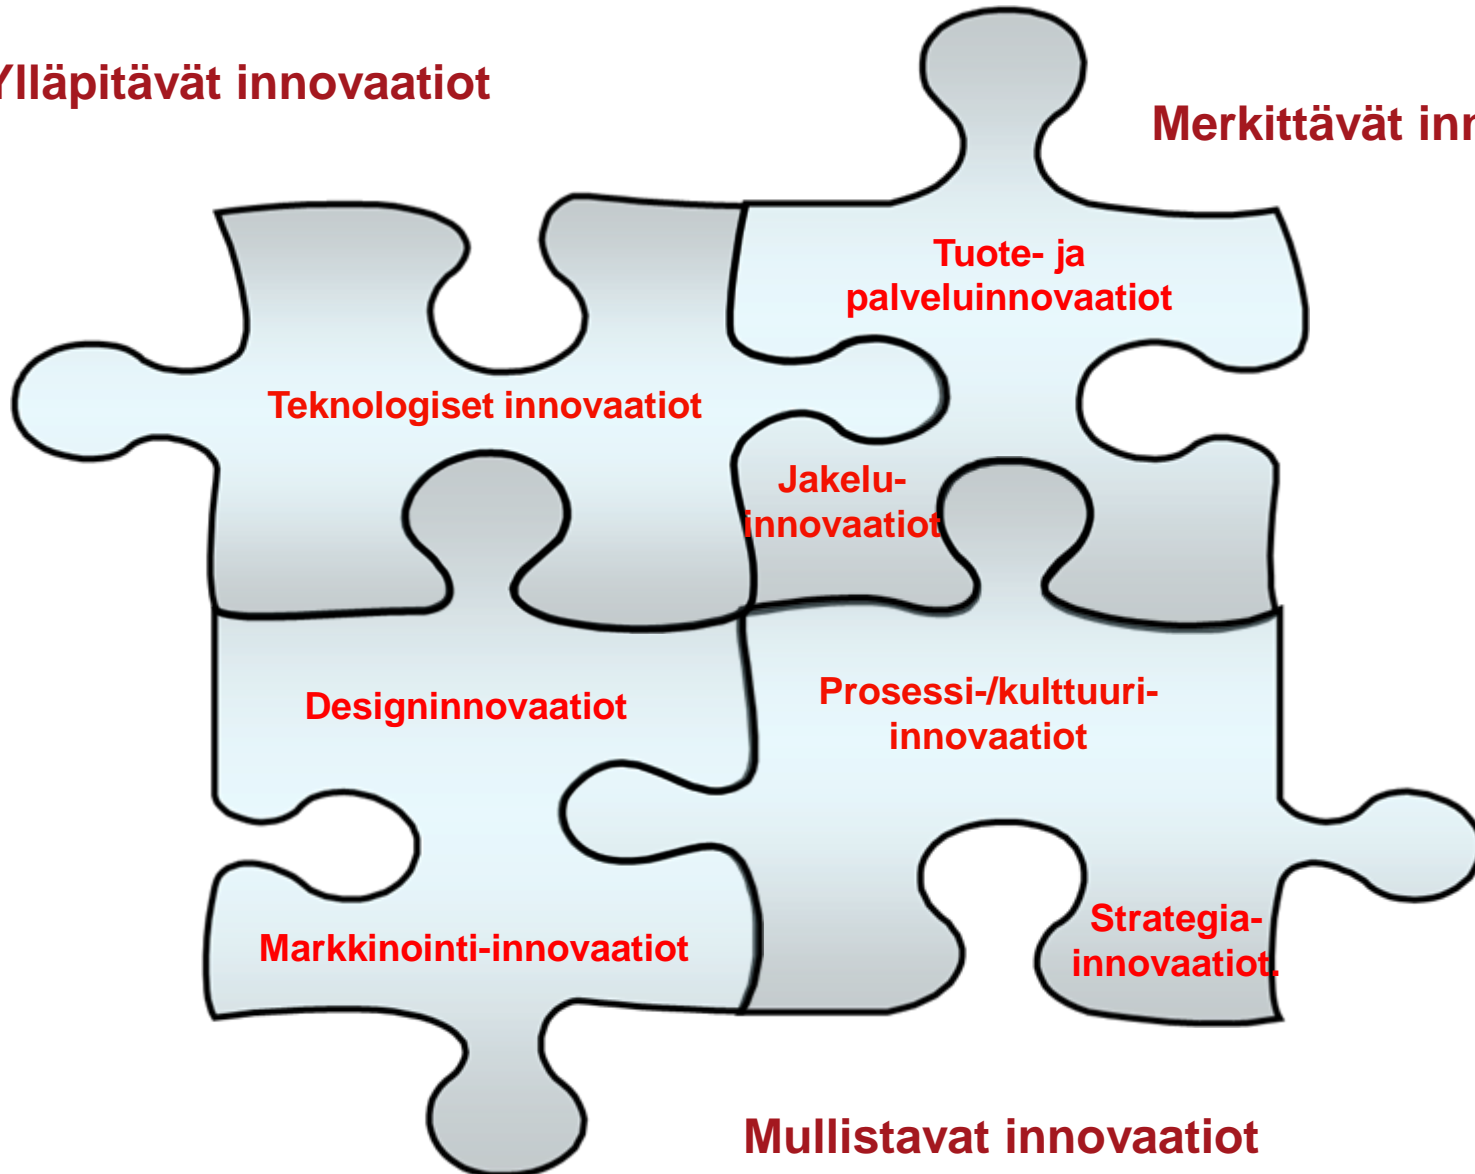 Ylläpitävät innovaatiot
Merkittävät inn
Tuote- ja
palveluinnovaatiot
Teknologiset innovaatiot
Jakelu-
innovaatiot
Designinnovaatiot
Prosessi-/kulttuuri-
innovaatiot
Markkinointi-innovaatiot
Strategia-
innovaatiot.
Mullistavat innovaatiot